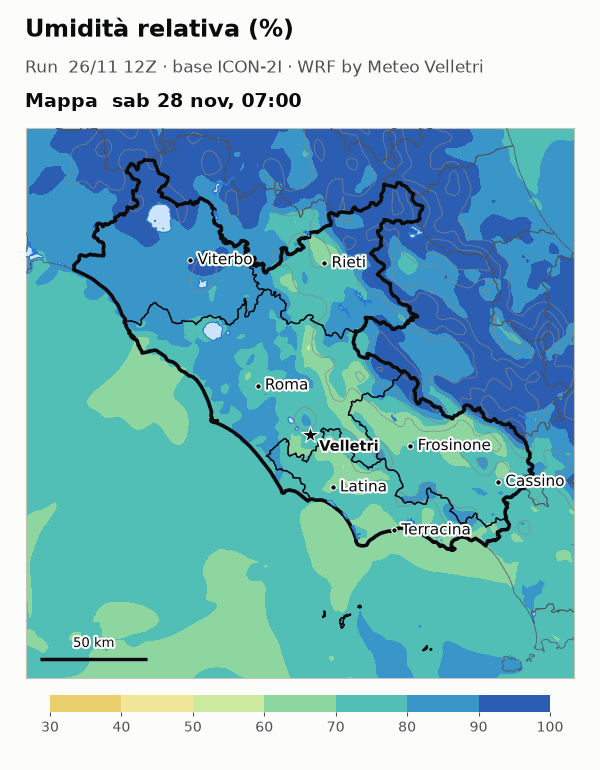 Umidità relativa (%)
Run  26/11 12Z · base ICON-2I · WRF by Meteo Velletri
Mappa  sab 28 nov, 07:00
Viterbo
Rieti
Roma
Velletri
Frosinone
Cassino
Latina
Terracina
50 km
30 40 50 60 70 80 90 100